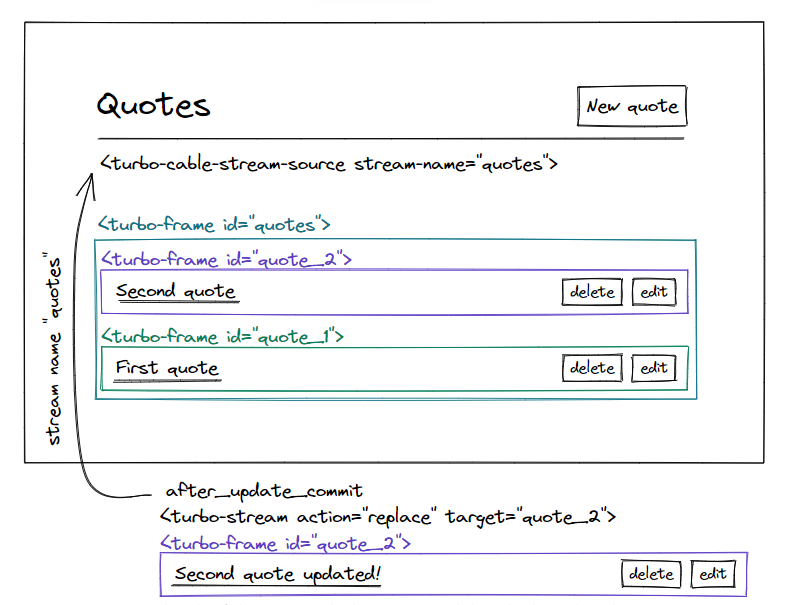 Quotes
New quote
<turbo-cable-stream-source stream-name="quotes">
<turbo-frame id="quotes">
<turbo-frame id="quote_2">
Second quote delete edit
<turbo-frame id="quote_1">
First quote delete edit
stream name "quotes"
after_update_commit
<turbo-stream action="replace" target="quote_2">
<turbo-frame id="quote_2">
Second quote updated! delete edit